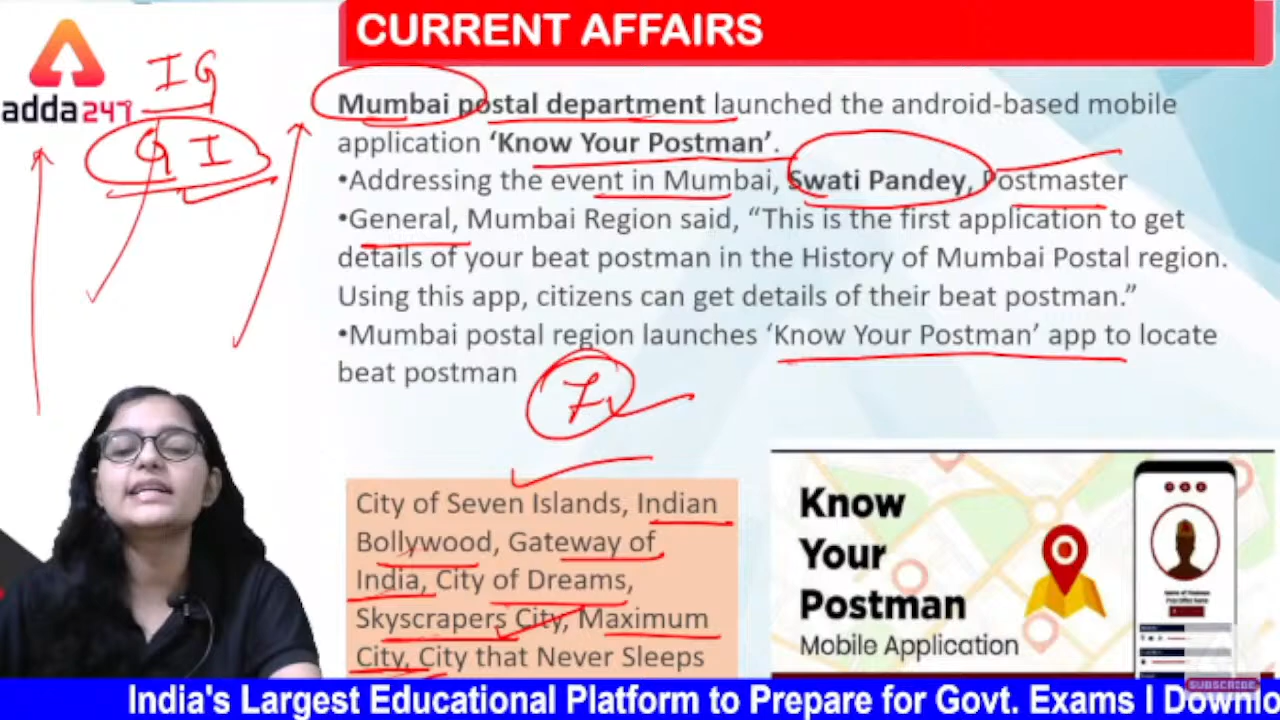 CURRENT AFFAIRS
adda247
IG
GI
Mumbai postal department launched the android-based mobile
application ‘Know Your Postman’.
•Addressing the event in Mumbai, Swati Pandey, Postmaster
•General, Mumbai Region said, “This is the first application to get
details of your beat postman in the History of Mumbai Postal region.
Using this app, citizens can get details of their beat postman.”
•Mumbai postal region launches ‘Know Your Postman’ app to locate
beat postman
7
City of Seven Islands, Indian
Bollywood, Gateway of
India, City of Dreams,
Skyscrapers City, Maximum
City, City that Never Sleeps
Know
Your
Postman
Mobile Application
SUBSCRIBE
India's Largest Educational Platform to Prepare for Govt. Exams I Downlo